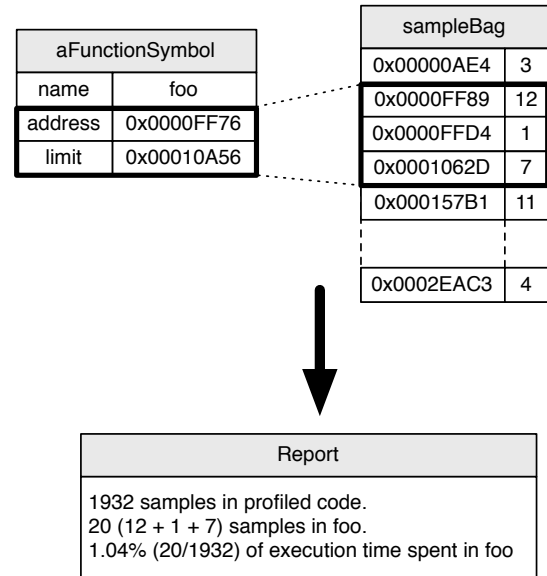 aFunctionSymbol
name foo
address 0x0000FF76
limit 0x00010A56
sampleBag
0x00000AE4 3
0x0000FF89 12
0x0000FFD4 1
0x0001062D 7
0x000157B1 11
0x0002EAC3 4
Report
1932 samples in profiled code.
20 (12 + 1 + 7) samples in foo.
1.04% (20/1932) of execution time spent in foo